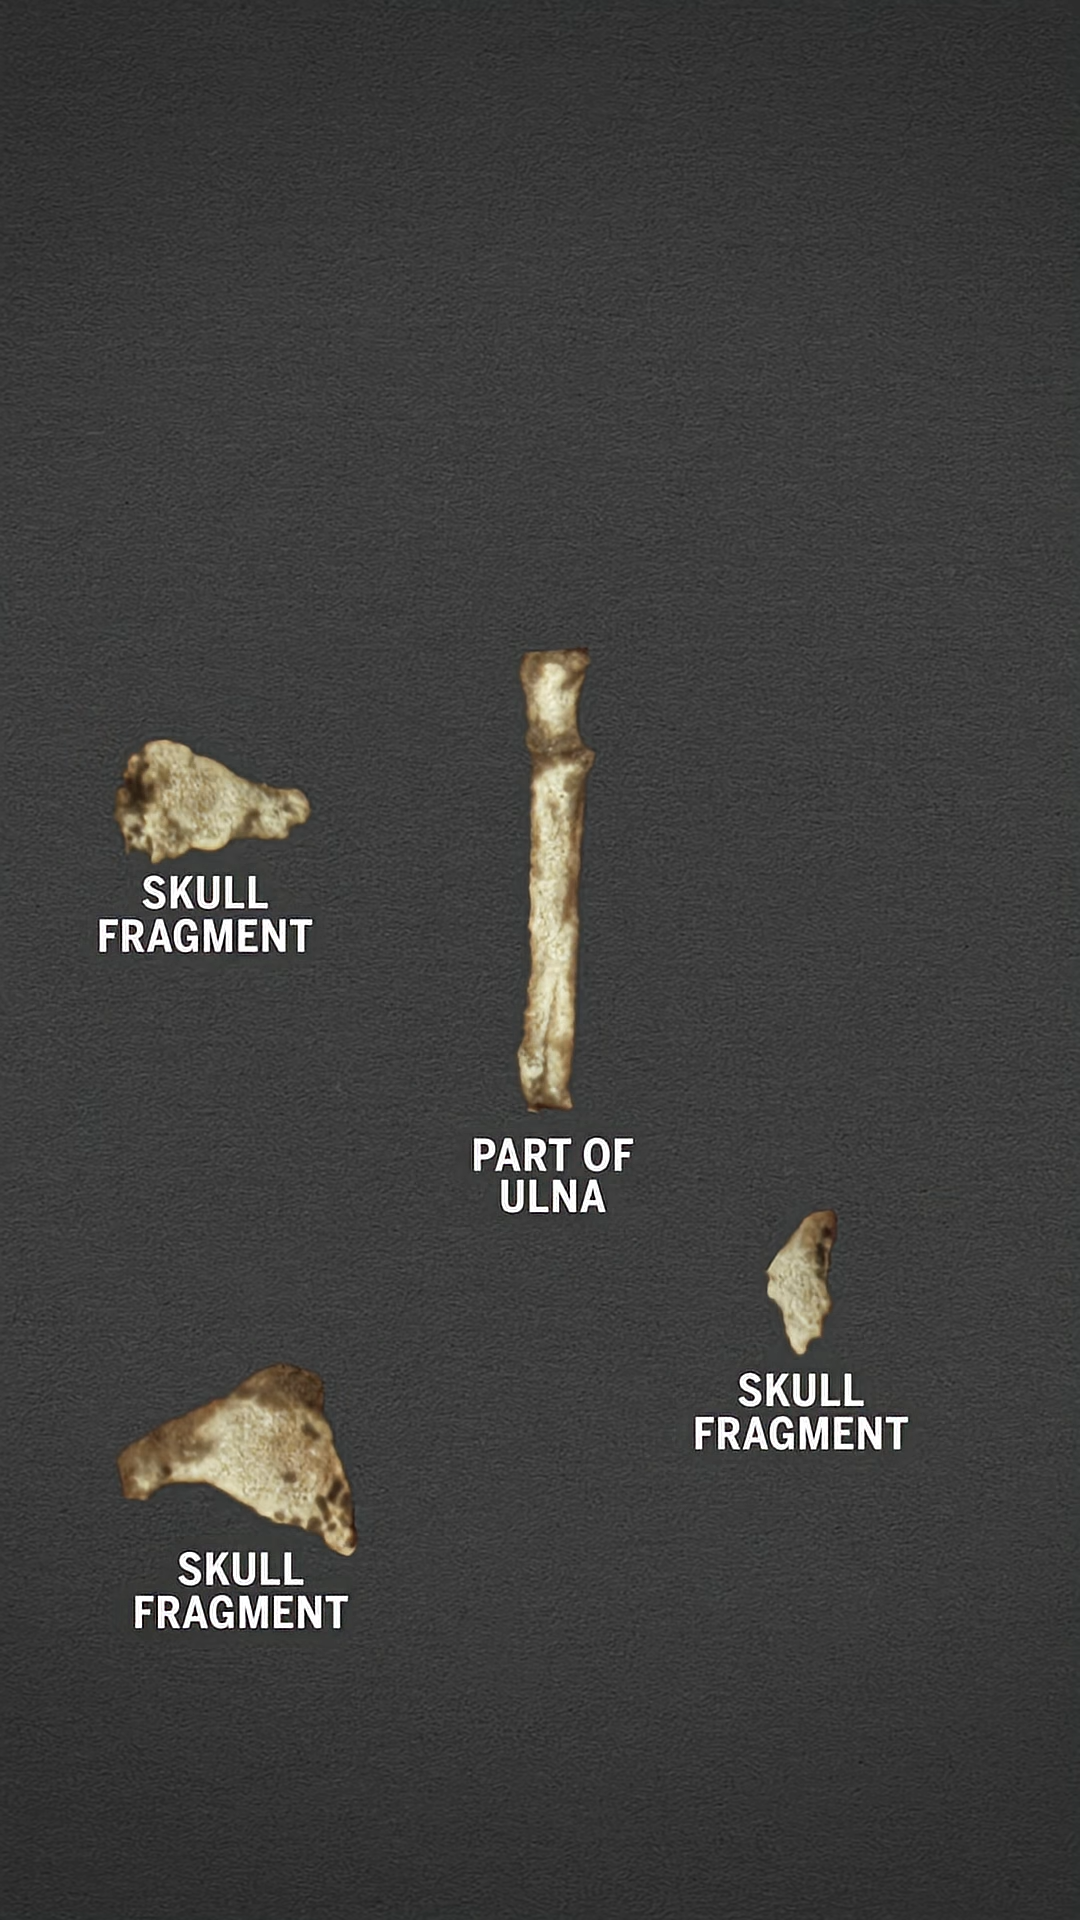 SKULL
FRAGMENT
PART OF
ULNA
SKULL
FRAGMENT
SKULL
FRAGMENT